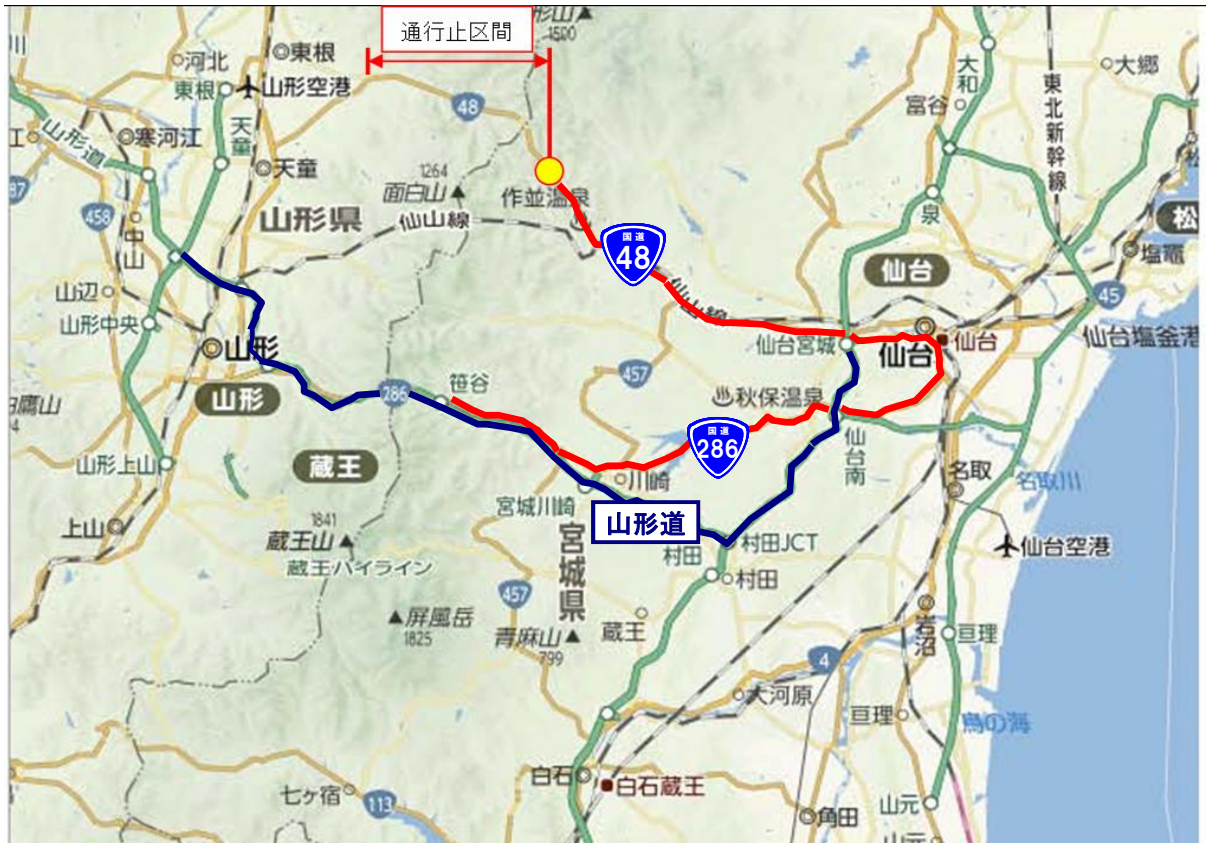 通行止区間
形山▲
1500
川
◎東根
○河北
東根
山形空港
大和
○大郷
富谷
東北新幹線
48
山形道
◎寒河江
天童
◎天童
1264
面白山▲
作並温泉
泉
松
87
458
中山
山形県
仙山線
国道
48
仙台
◎塩竈
45
山辺○
山形中央
仙山線
仙台宮城
仙台
仙台
仙台塩釜港
◎山形
山形
286
笹谷
457
秋保温泉
国道
286
仙台南
白鷹山
山形上山
蔵王
宮城川崎
○川崎
名取
名取川
上山◎
1841
蔵王山▲
蔵王ハイライン
宮城県
山形道
村田
村田JCT
○村田
仙台空港
457
▲屏風岳
1825
青麻山▲
799
蔵王
岩沼
亘理
4
○大河原
亘理○
鳥の海
白石◎
白石蔵王
七ヶ宿
113
◎角田
山元
山元